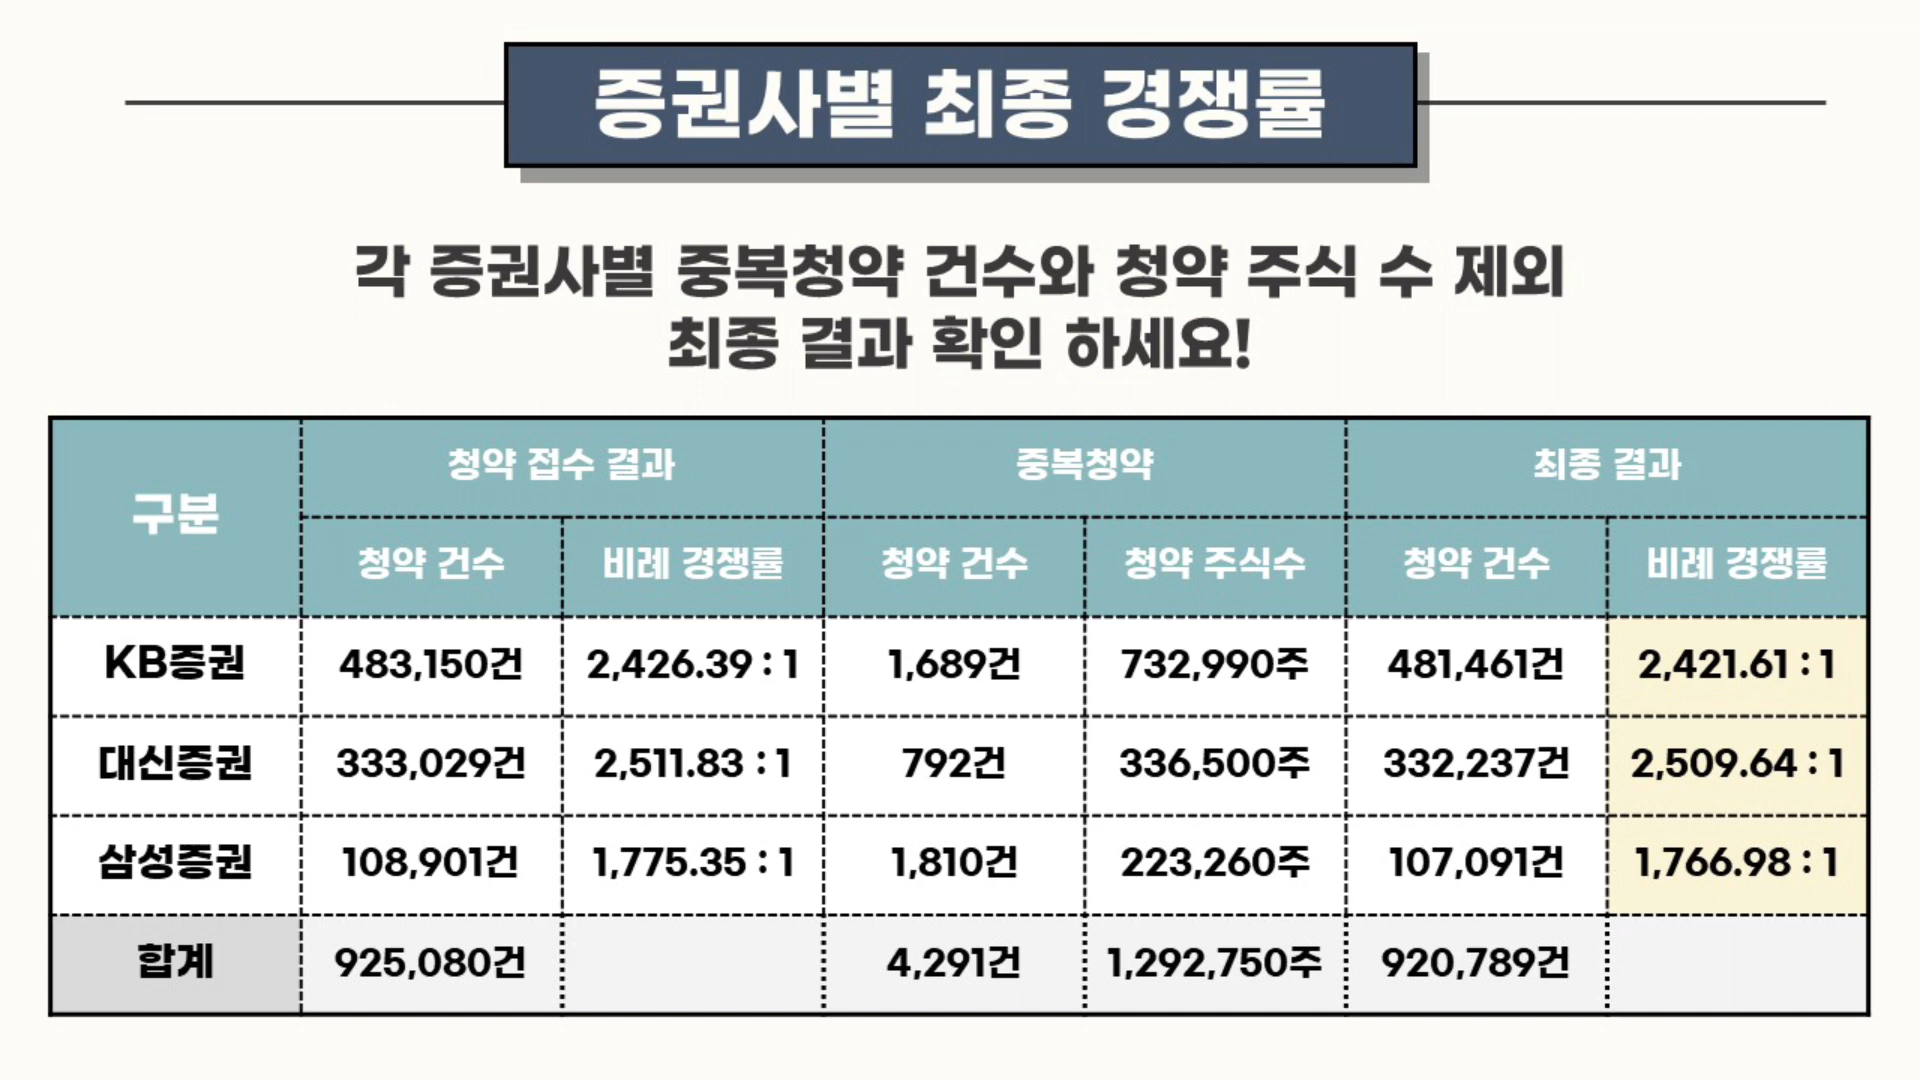 증권사별 최종 경쟁률
각 증권사별 중복청약 건수와 청약 주식 수 제외
최종 결과 확인 하세요!
구분 청약 접수 결과 중복청약 최종 결과
청약 건수 비례 경쟁률 청약 건수 청약 주식수 청약 건수 비례 경쟁률
KB증권 483,150건 2,426.39 : 1 1,689건 732,990주 481,461건 2,421.61 : 1
대신증권 333,029건 2,511.83 : 1 792건 336,500주 332,237건 2,509.64 : 1
삼성증권 108,901건 1,775.35 : 1 1,810건 223,260주 107,091건 1,766.98 : 1
합계 925,080건 4,291건 1,292,750주 920,789건